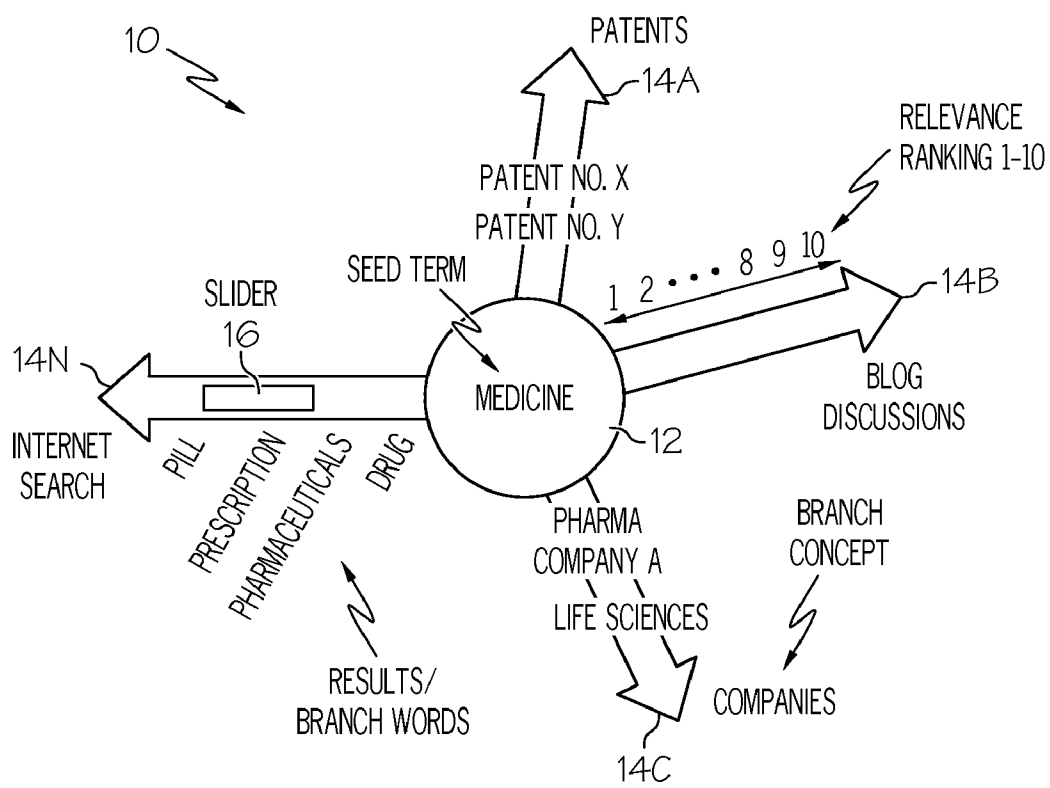 10
PATENTS
14A
RELEVANCE
RANKING 1-10
PATENT NO. X
PATENT NO. Y
SEED TERM
1 2 • • • 8 9 10
SLIDER
16
14N
14B
MEDICINE
BLOG
DISCUSSIONS
12
INTERNET
SEARCH
PILL
PRESCRIPTION
PHARMACEUTICALS
DRUG
PHARMA
COMPANY A
LIFE SCIENCES
BRANCH
CONCEPT
RESULTS/
BRANCH WORDS
COMPANIES
14C